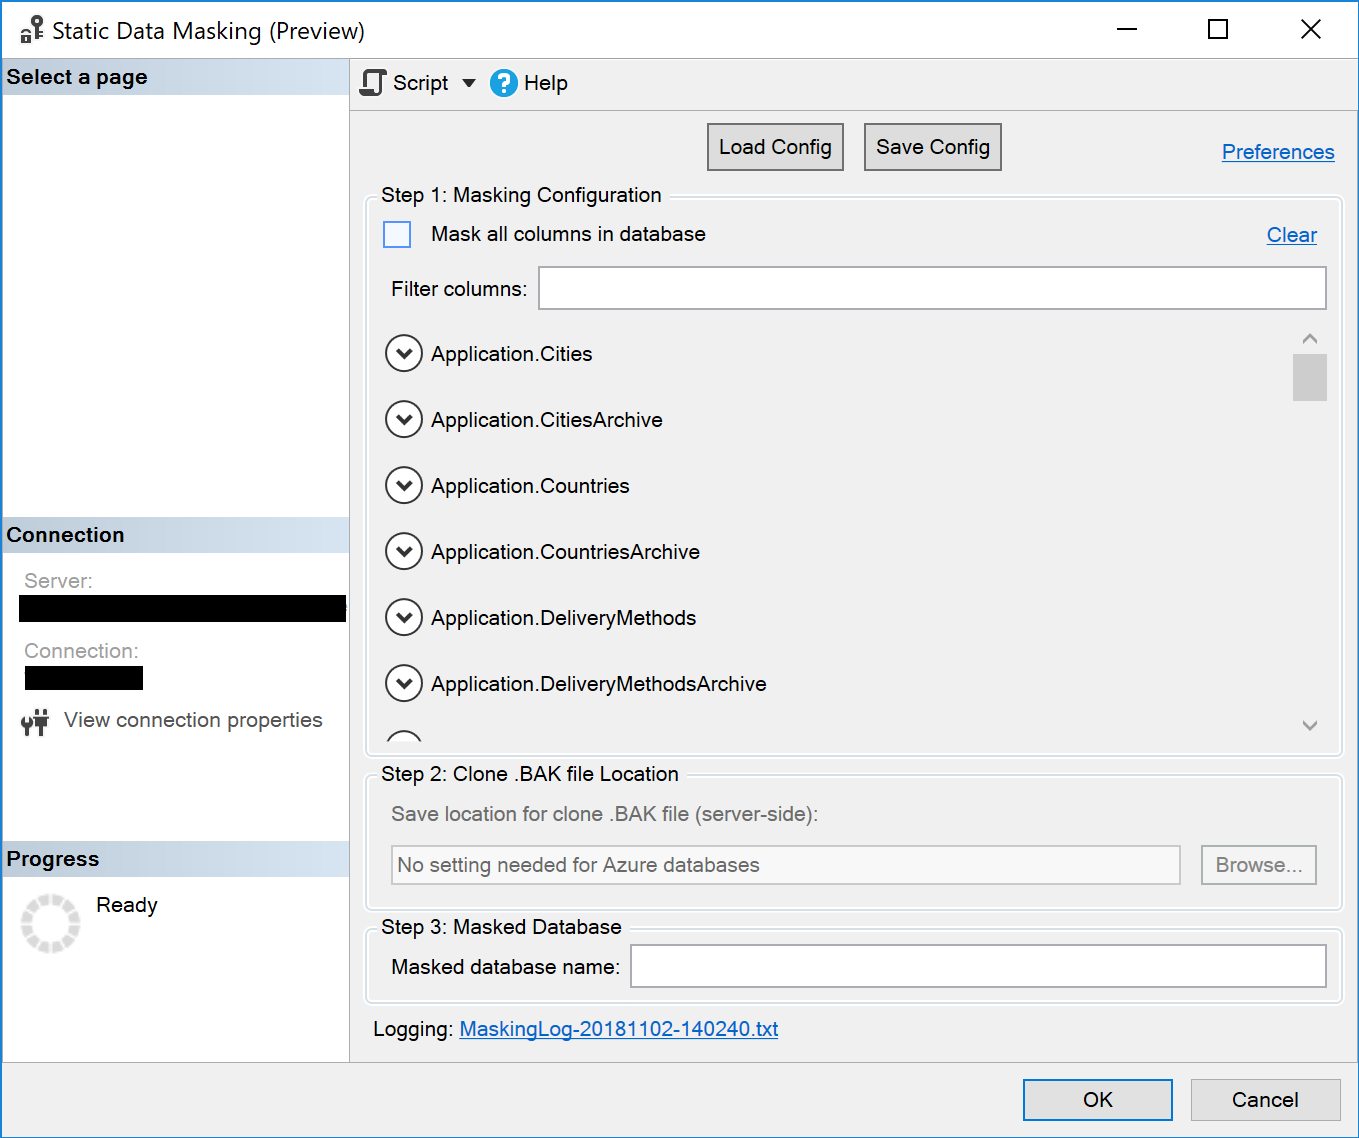 Static Data Masking (Preview)
Select a page
Script
Help
Load Config
Save Config
Preferences
Step 1: Masking Configuration
Mask all columns in database
Clear
Filter columns:
Application.Cities
Application.CitiesArchive
Application.Countries
Application.CountriesArchive
Application.DeliveryMethods
Application.DeliveryMethodsArchive
Connection
Server:
Connection:
View connection properties
Step 2: Clone .BAK file Location
Save location for clone .BAK file (server-side):
No setting needed for Azure databases
Browse...
Progress
Ready
Step 3: Masked Database
Masked database name:
Logging: MaskingLog-20181102-140240.txt
OK
Cancel